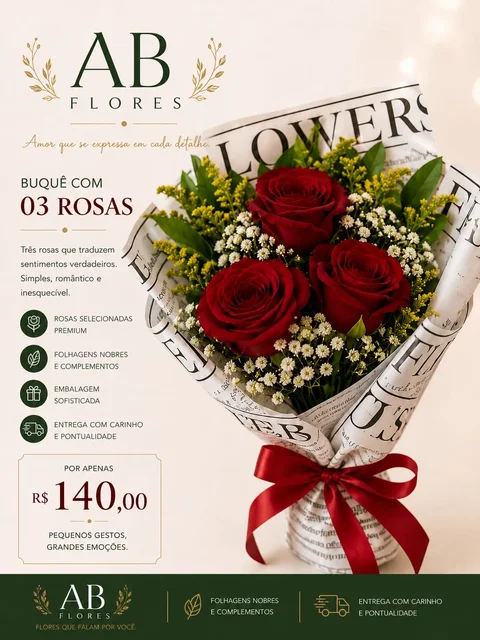 AB
FLORES
Amor que se expressa em cada detalhe.
BUQUÊ COM
03 ROSAS
Três rosas que traduzem
sentimentos verdadeiros.
Simples, romântico e
inesquecível.
ROSAS SELECIONADAS
PREMIUM
FOLHAGENS NOBRES
E COMPLEMENTOS
EMBALAGEM
SOFISTICADA
ENTREGA COM CARINHO
E PONTUALIDADE
POR APENAS
R$ 140,00
PEQUENOS GESTOS,
GRANDES EMOÇÕES.
LOWERS
AB
FLORES
FLORES QUE FALAM POR VOCÊ.
FOLHAGENS NOBRES
E COMPLEMENTOS
ENTREGA COM CARINHO
E PONTUALIDADE